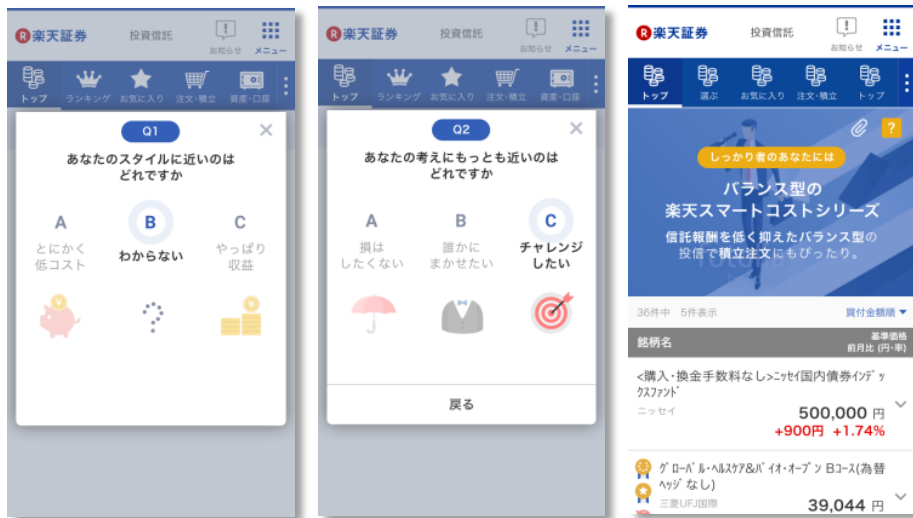 R楽天証券
投資信託
お知らせ
メニュー
トップ
ランキング
お気に入り
注文・積立
資産・口座
Q1
あなたのスタイルに近いのは
どれですか
A
とにかく
低コスト
B
わからない
C
やっぱり
収益
R楽天証券
投資信託
お知らせ
メニュー
トップ
ランキング
お気に入り
注文・積立
資産・口座
Q2
あなたの考えにもっとも近いのは
どれですか
A
損は
したくない
B
誰かに
まかせたい
C
チャレンジ
したい
戻る
R楽天証券
投資信託
お知らせ
メニュー
トップ
選ぶ
お気に入り
注文・積立
トップ
?
しっかり者のあなたには
バランス型の
楽天スマートコストシリーズ
信託報酬を低く抑えたバランス型の
投信で積立注文にもぴったり。
36件中 5件表示
買付金額順▼
銘柄名
基準価格
前月比 (円・率)
<購入・換金手数料なし>ニッセイ国内債券インデッ
クスファンド
ニッセイ
500,000 円
+900円 +1.74%
グローバル・ヘルスケア&バイオ・オープン Bコース(為替
ヘッジなし)
三菱UFJ国際
39,044 円